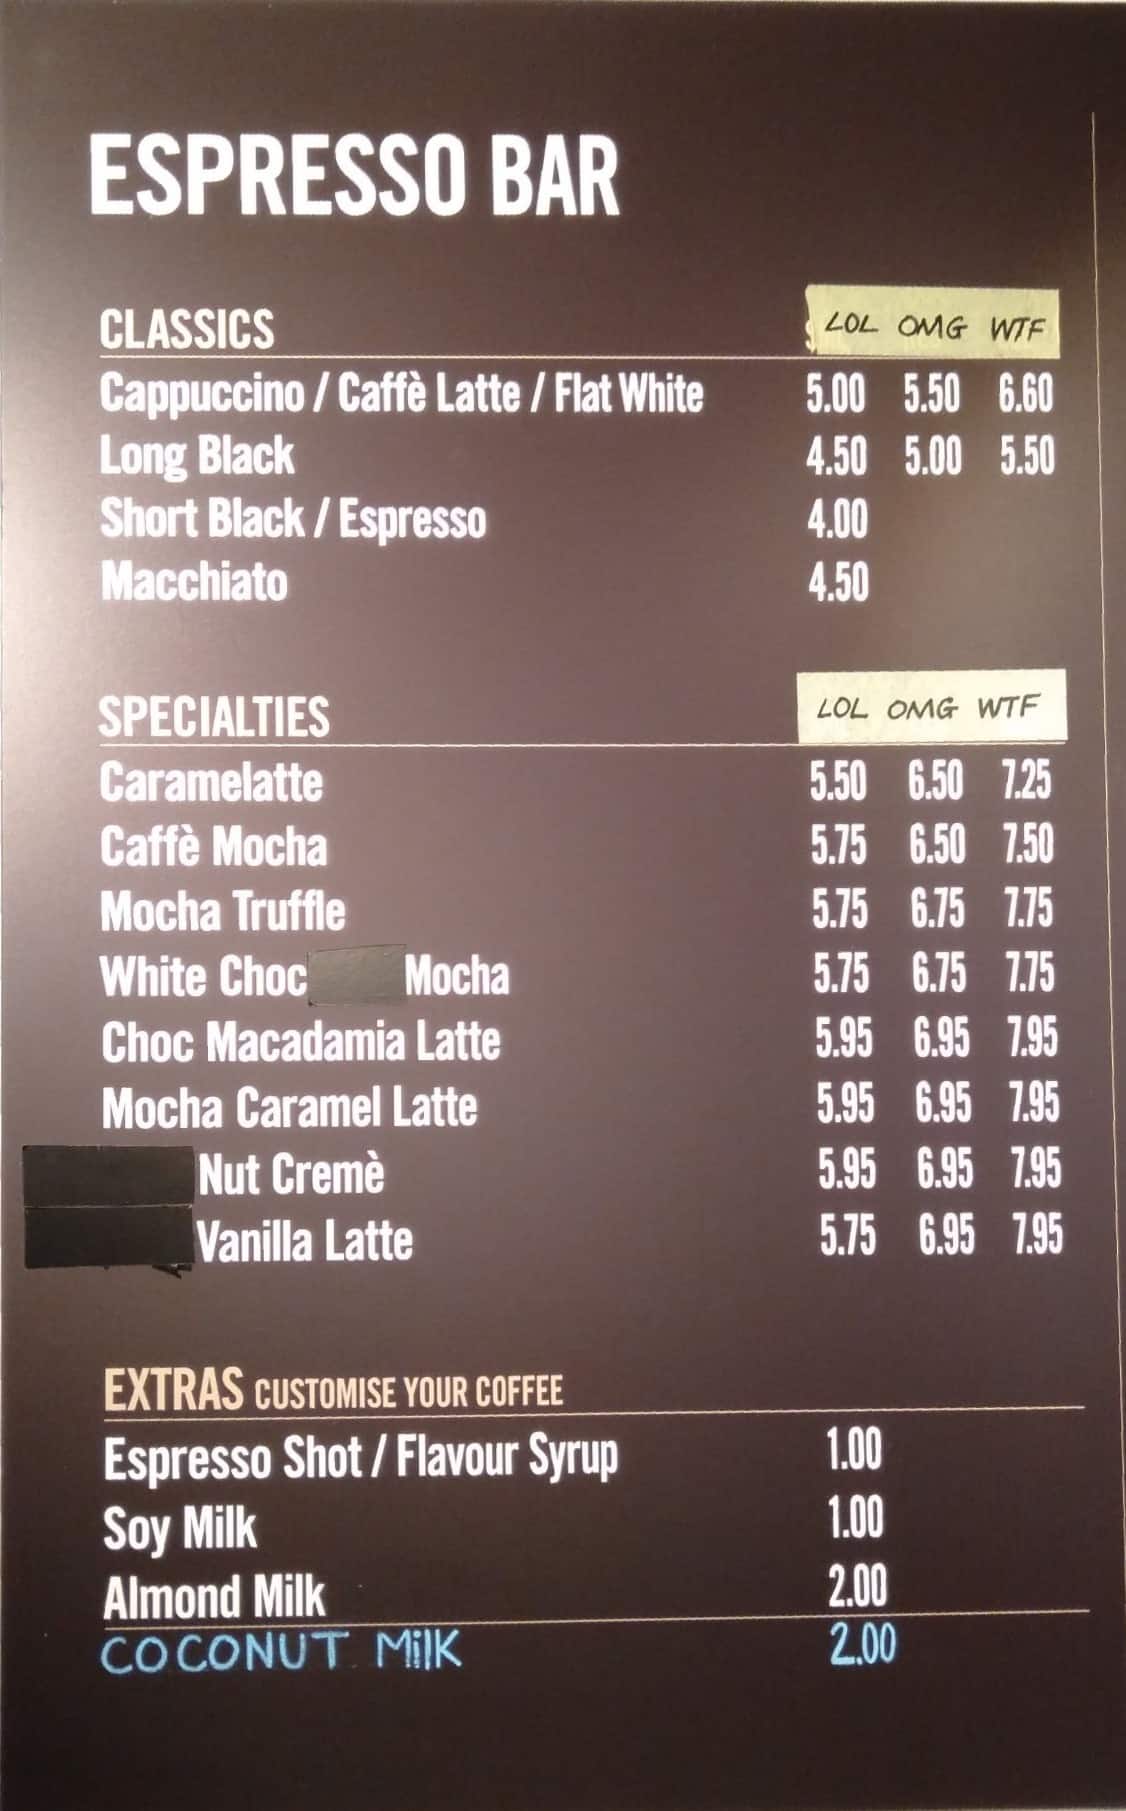 ESPRESSO BAR
CLASSICS LOL OMG WTF
Cappuccino / Caffè Latte / Flat White 5.00 5.50 6.60
Long Black 4.50 5.00 5.50
Short Black / Espresso 4.00
Macchiato 4.50
SPECIALTIES LOL OMG WTF
Caramelatte 5.50 6.50 7.25
Caffè Mocha 5.75 6.50 7.50
Mocha Truffle 5.75 6.75 7.75
White Choc Mocha 5.75 6.75 7.75
Choc Macadamia Latte 5.95 6.95 7.95
Mocha Caramel Latte 5.95 6.95 7.95
Nut Cremè 5.95 6.95 7.95
Vanilla Latte 5.75 6.95 7.95
EXTRAS CUSTOMISE YOUR COFFEE
Espresso Shot / Flavour Syrup 1.00
Soy Milk 1.00
Almond Milk 2.00
COCONUT MilK 2.00